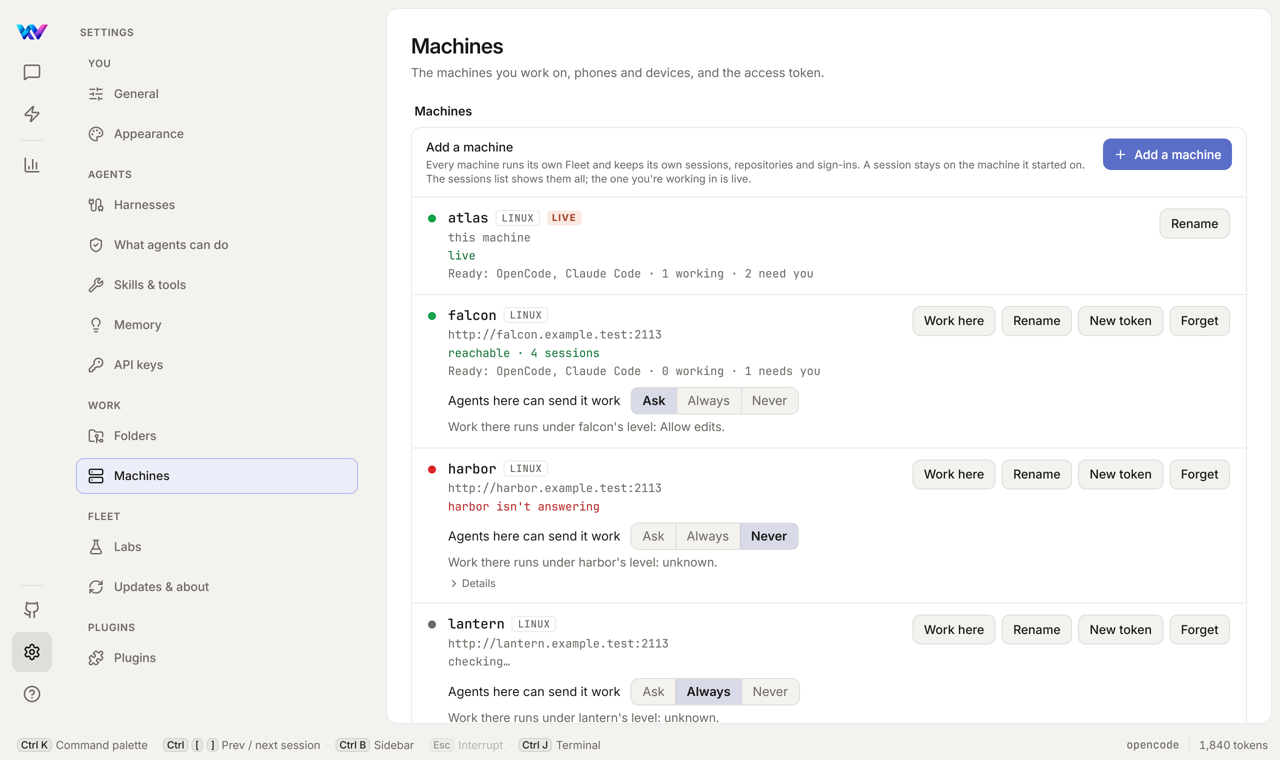 SETTINGS
YOU
General
Appearance
AGENTS
Harnesses
What agents can do
Skills & tools
Memory
API keys
WORK
Folders
Machines
FLEET
Labs
Updates & about
PLUGINS
Plugins
Machines
The machines you work on, phones and devices, and the access token.
Machines
Add a machine
Every machine runs its own Fleet and keeps its own sessions, repositories and sign-ins. A session stays on the machine it started on.
The sessions list shows them all; the one you're working in is live.
Add a machine
atlas LINUX LIVE
Rename
this machine
live
Ready: OpenCode, Claude Code · 1 working · 2 need you
falcon LINUX
Work here Rename New token Forget
http://falcon.example.test:2113
reachable · 4 sessions
Ready: OpenCode, Claude Code · 0 working · 1 needs you
Agents here can send it work Ask Always Never
Work there runs under falcon's level: Allow edits.
harbor LINUX
Work here Rename New token Forget
http://harbor.example.test:2113
harbor isn't answering
Agents here can send it work Ask Always Never
Work there runs under harbor's level: unknown.
Details
lantern LINUX
Work here Rename New token Forget
http://lantern.example.test:2113
checking…
Agents here can send it work Ask Always Never
Work there runs under lantern's level: unknown.
Ctrl K Command palette · Ctrl [ ] Prev / next session · Ctrl B Sidebar · Esc Interrupt · Ctrl J Terminal
opencode 1,840 tokens